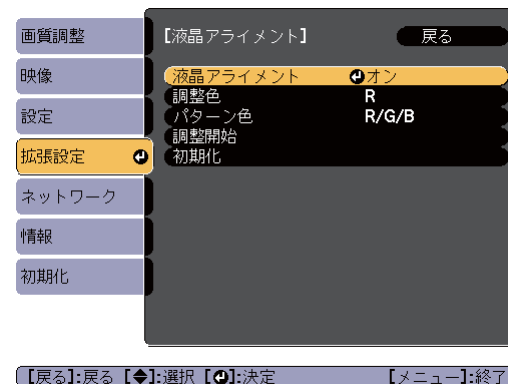 画質調整
映像
設定
拡張設定
ネットワーク
情報
初期化
【液晶アライメント】 戻る
液晶アライメント オン
調整色 R
パターン色 R/G/B
調整開始
初期化
【戻る】:戻る 【◆】:選択 【】:決定 【メニュー】:終了